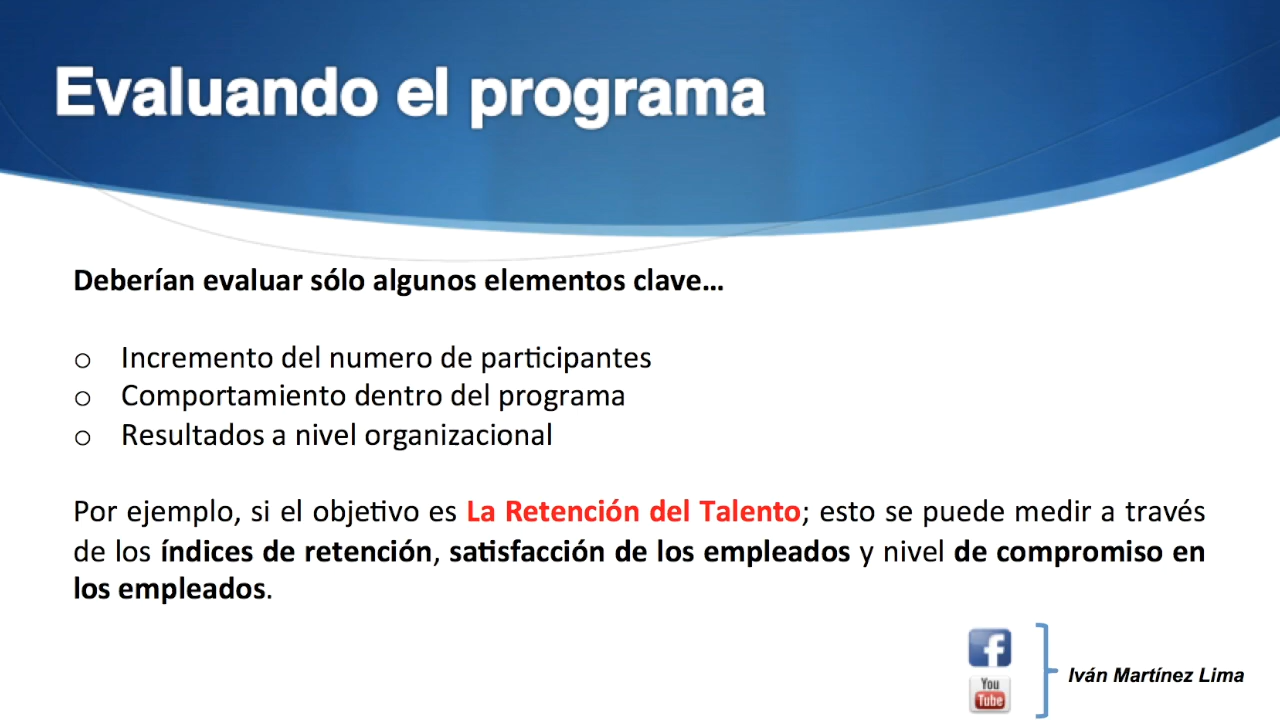 Evaluando el programa
Deberían evaluar sólo algunos elementos clave…
o Incremento del numero de participantes
o Comportamiento dentro del programa
o Resultados a nivel organizacional
Por ejemplo, si el objetivo es La Retención del Talento; esto se puede medir a través
de los índices de retención, satisfacción de los empleados y nivel de compromiso en
los empleados.
f
You
Tube
Iván Martínez Lima